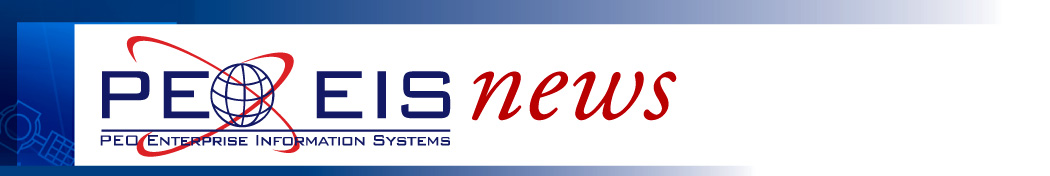 PEO EIS news
PEO ENTERPRISE INFORMATION SYSTEMS